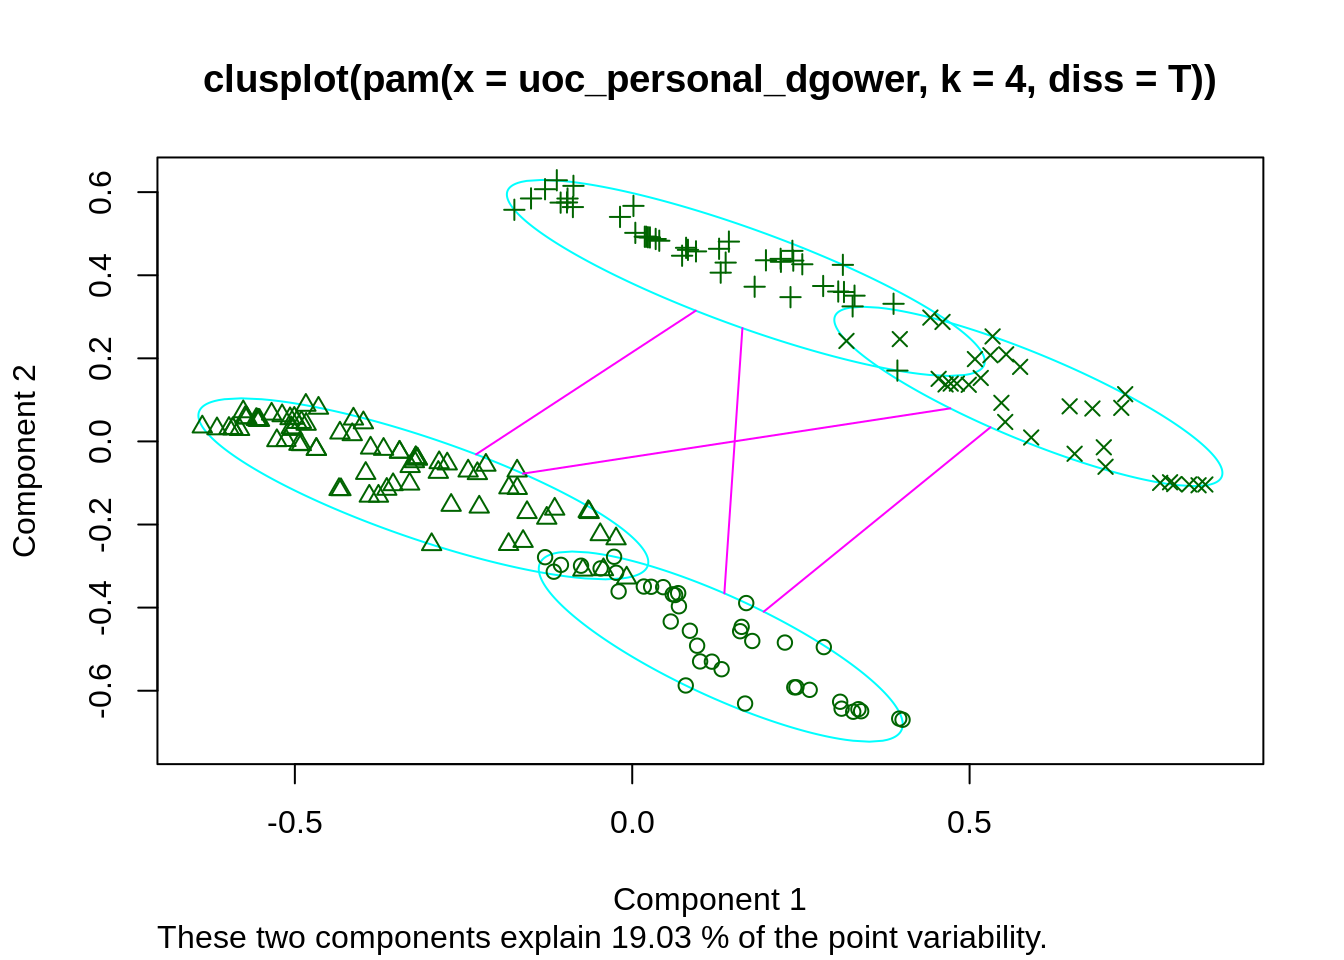 clusplot(pam(x = uoc_personal_dgower, k = 4, diss = T))
Component 2
0.6
0.4
0.2
0.0
-0.2
-0.4
-0.6
-0.5 0.0 0.5
Component 1
These two components explain 19.03 % of the point variability.